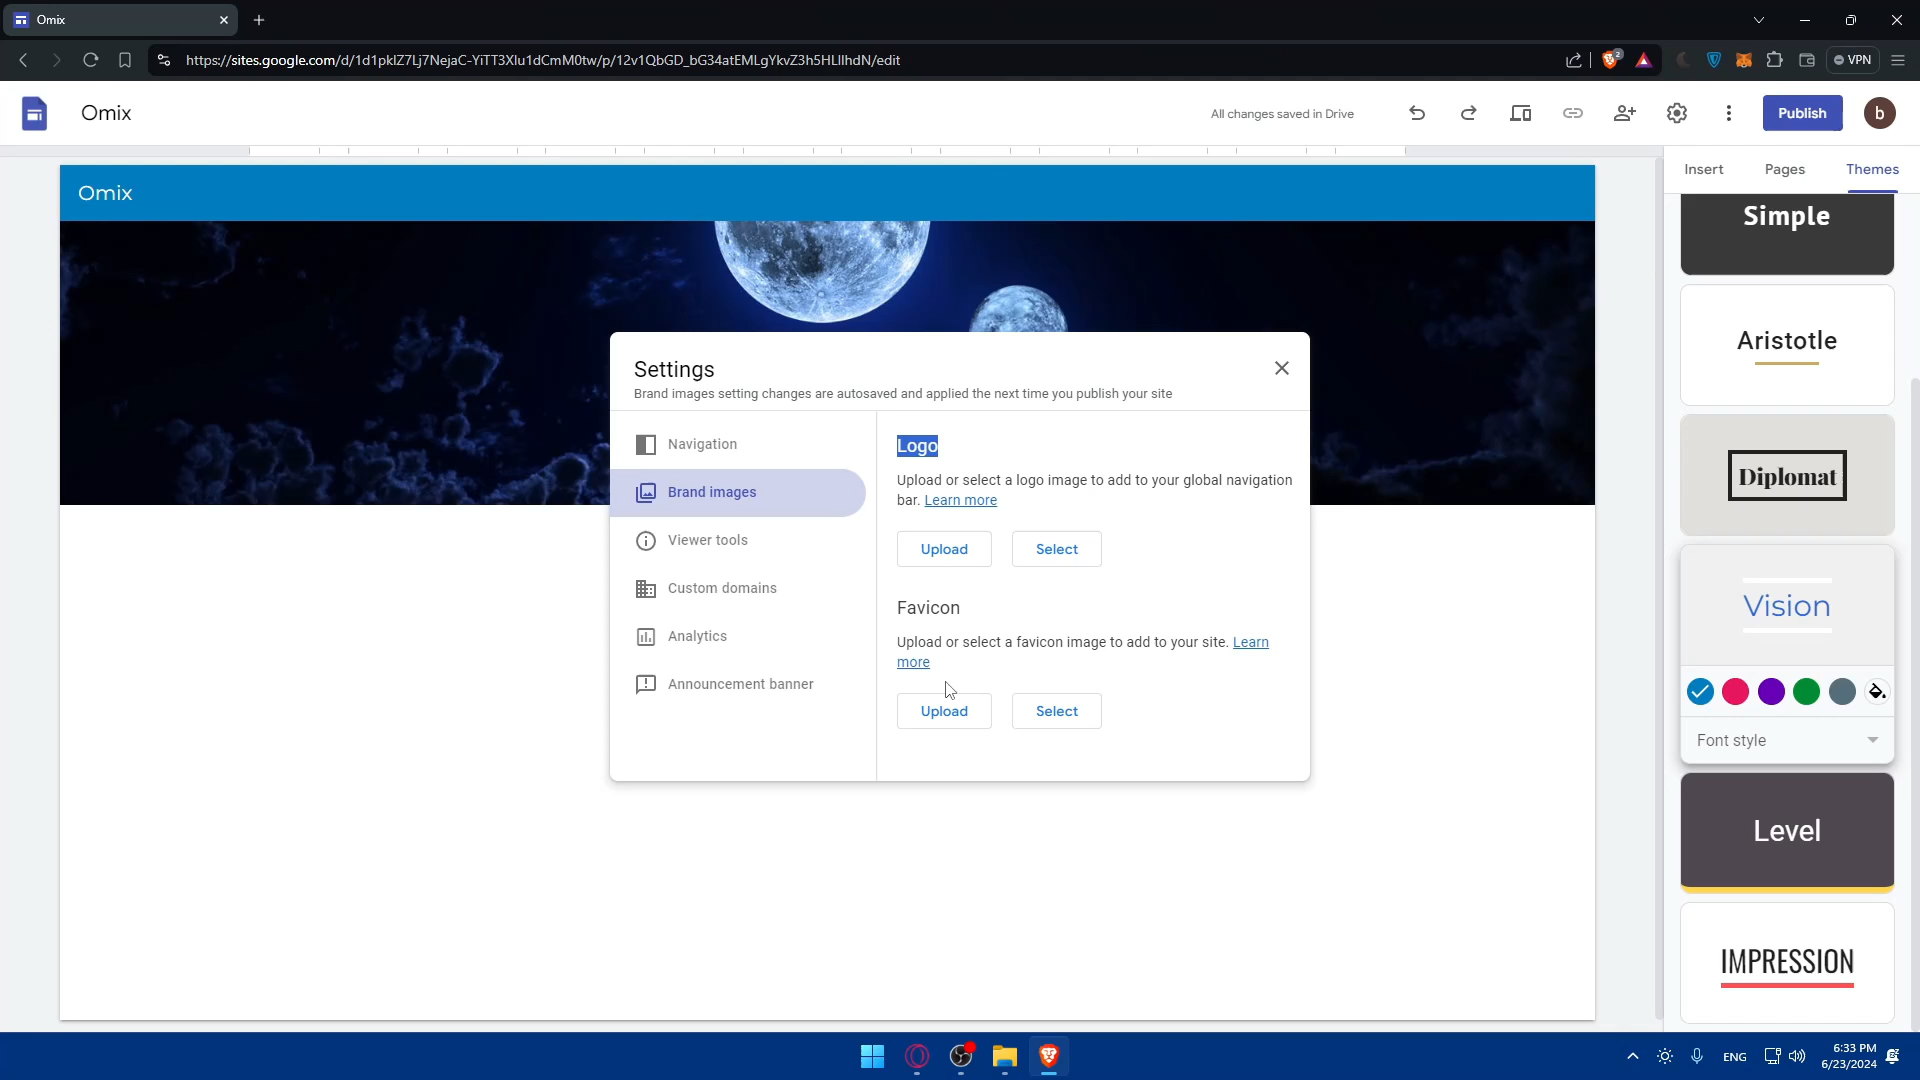 Omix
https://sites.google.com/d/1d1pklZ7Lj7NejaC-YiTT3Xlu1dCmM0tw/p/12v1QbGD_bG34atEMLgYkvZ3h5HLIIhdN/edit
2
VPN
Omix
All changes saved in Drive
Publish
b
Insert
Pages
Themes
Omix
Simple
Aristotle
Diplomat
Vision
Font style
Level
IMPRESSION
Settings
Brand images setting changes are autosaved and applied the next time you publish your site
Navigation
Brand images
Viewer tools
Custom domains
Analytics
Announcement banner
Logo
Upload or select a logo image to add to your global navigation
bar. Learn more
Upload
Select
Favicon
Upload or select a favicon image to add to your site. Learn
more
Upload
Select
ENG
6:33 PM
6/23/2024